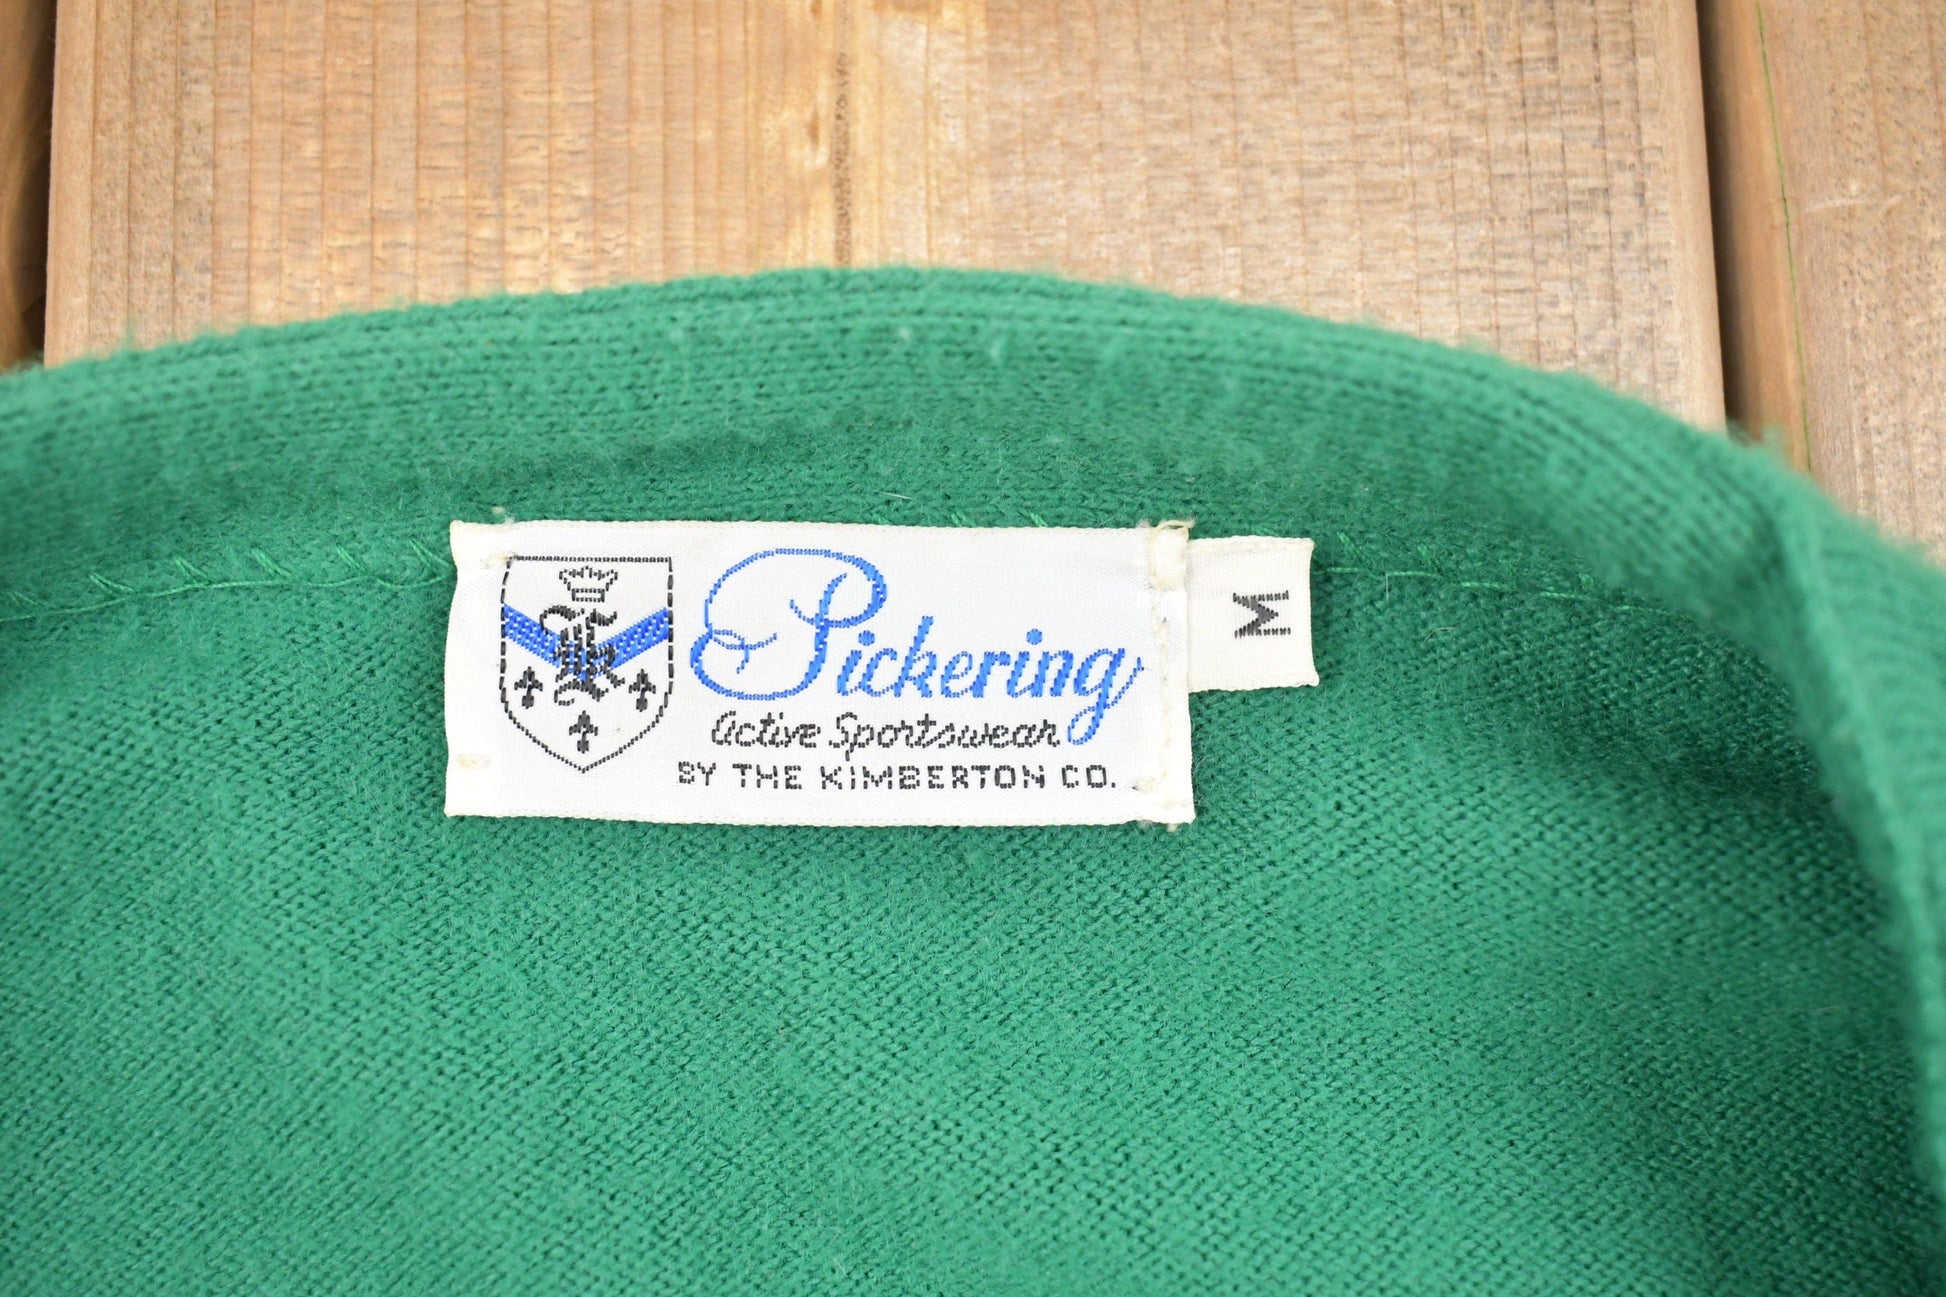 Pickering
Active Sportswear
BY THE KIMBERTON CO.
M